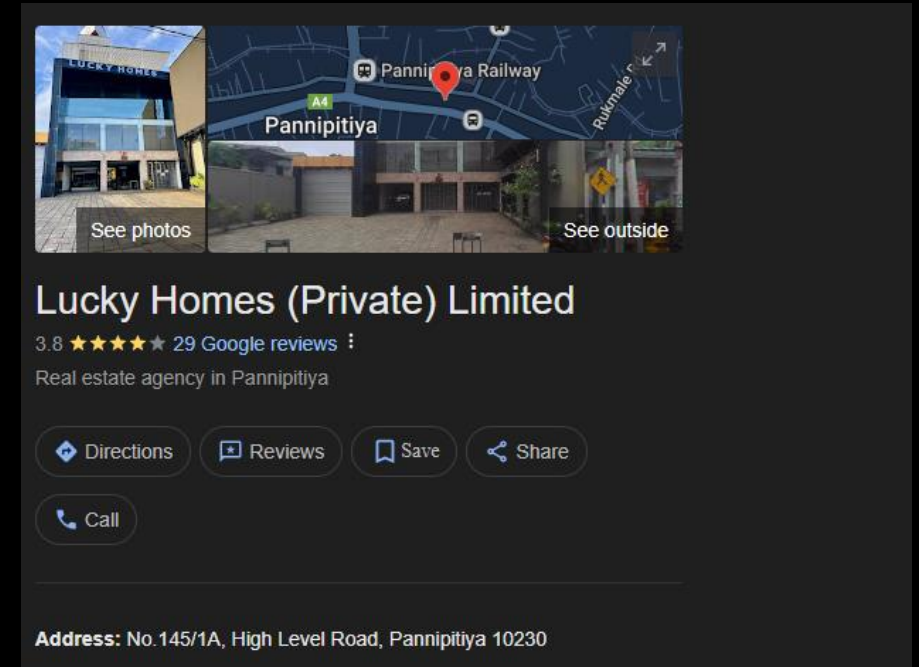 LUCKY HOMES
Railway
A4
Pannipitiya
See photos
See outside
Lucky Homes (Private) Limited
3.8 29 Google reviews
Real estate agency in Pannipitiya
Directions
Reviews
Save
Share
Call
Address: No.145/1A, High Level Road, Pannipitiya 10230